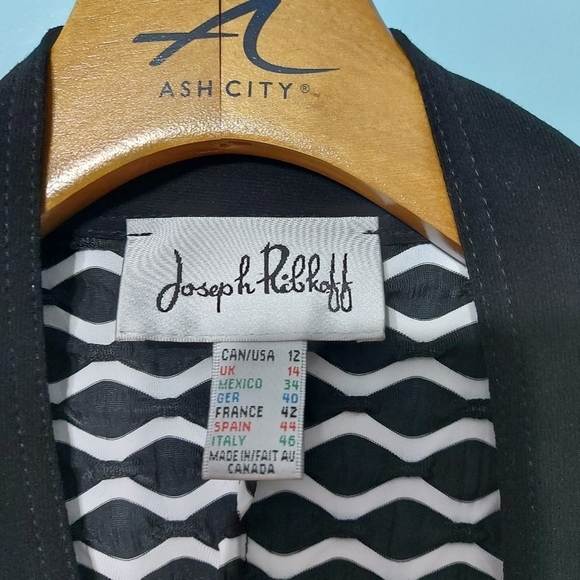 ASH CITY®
Joseph Ribkoff
CAN/USA 12
UK 14
MEXICO 34
GER 40
FRANCE 42
SPAIN 44
ITALY 46
MADE IN/FAIT AU
CANADA